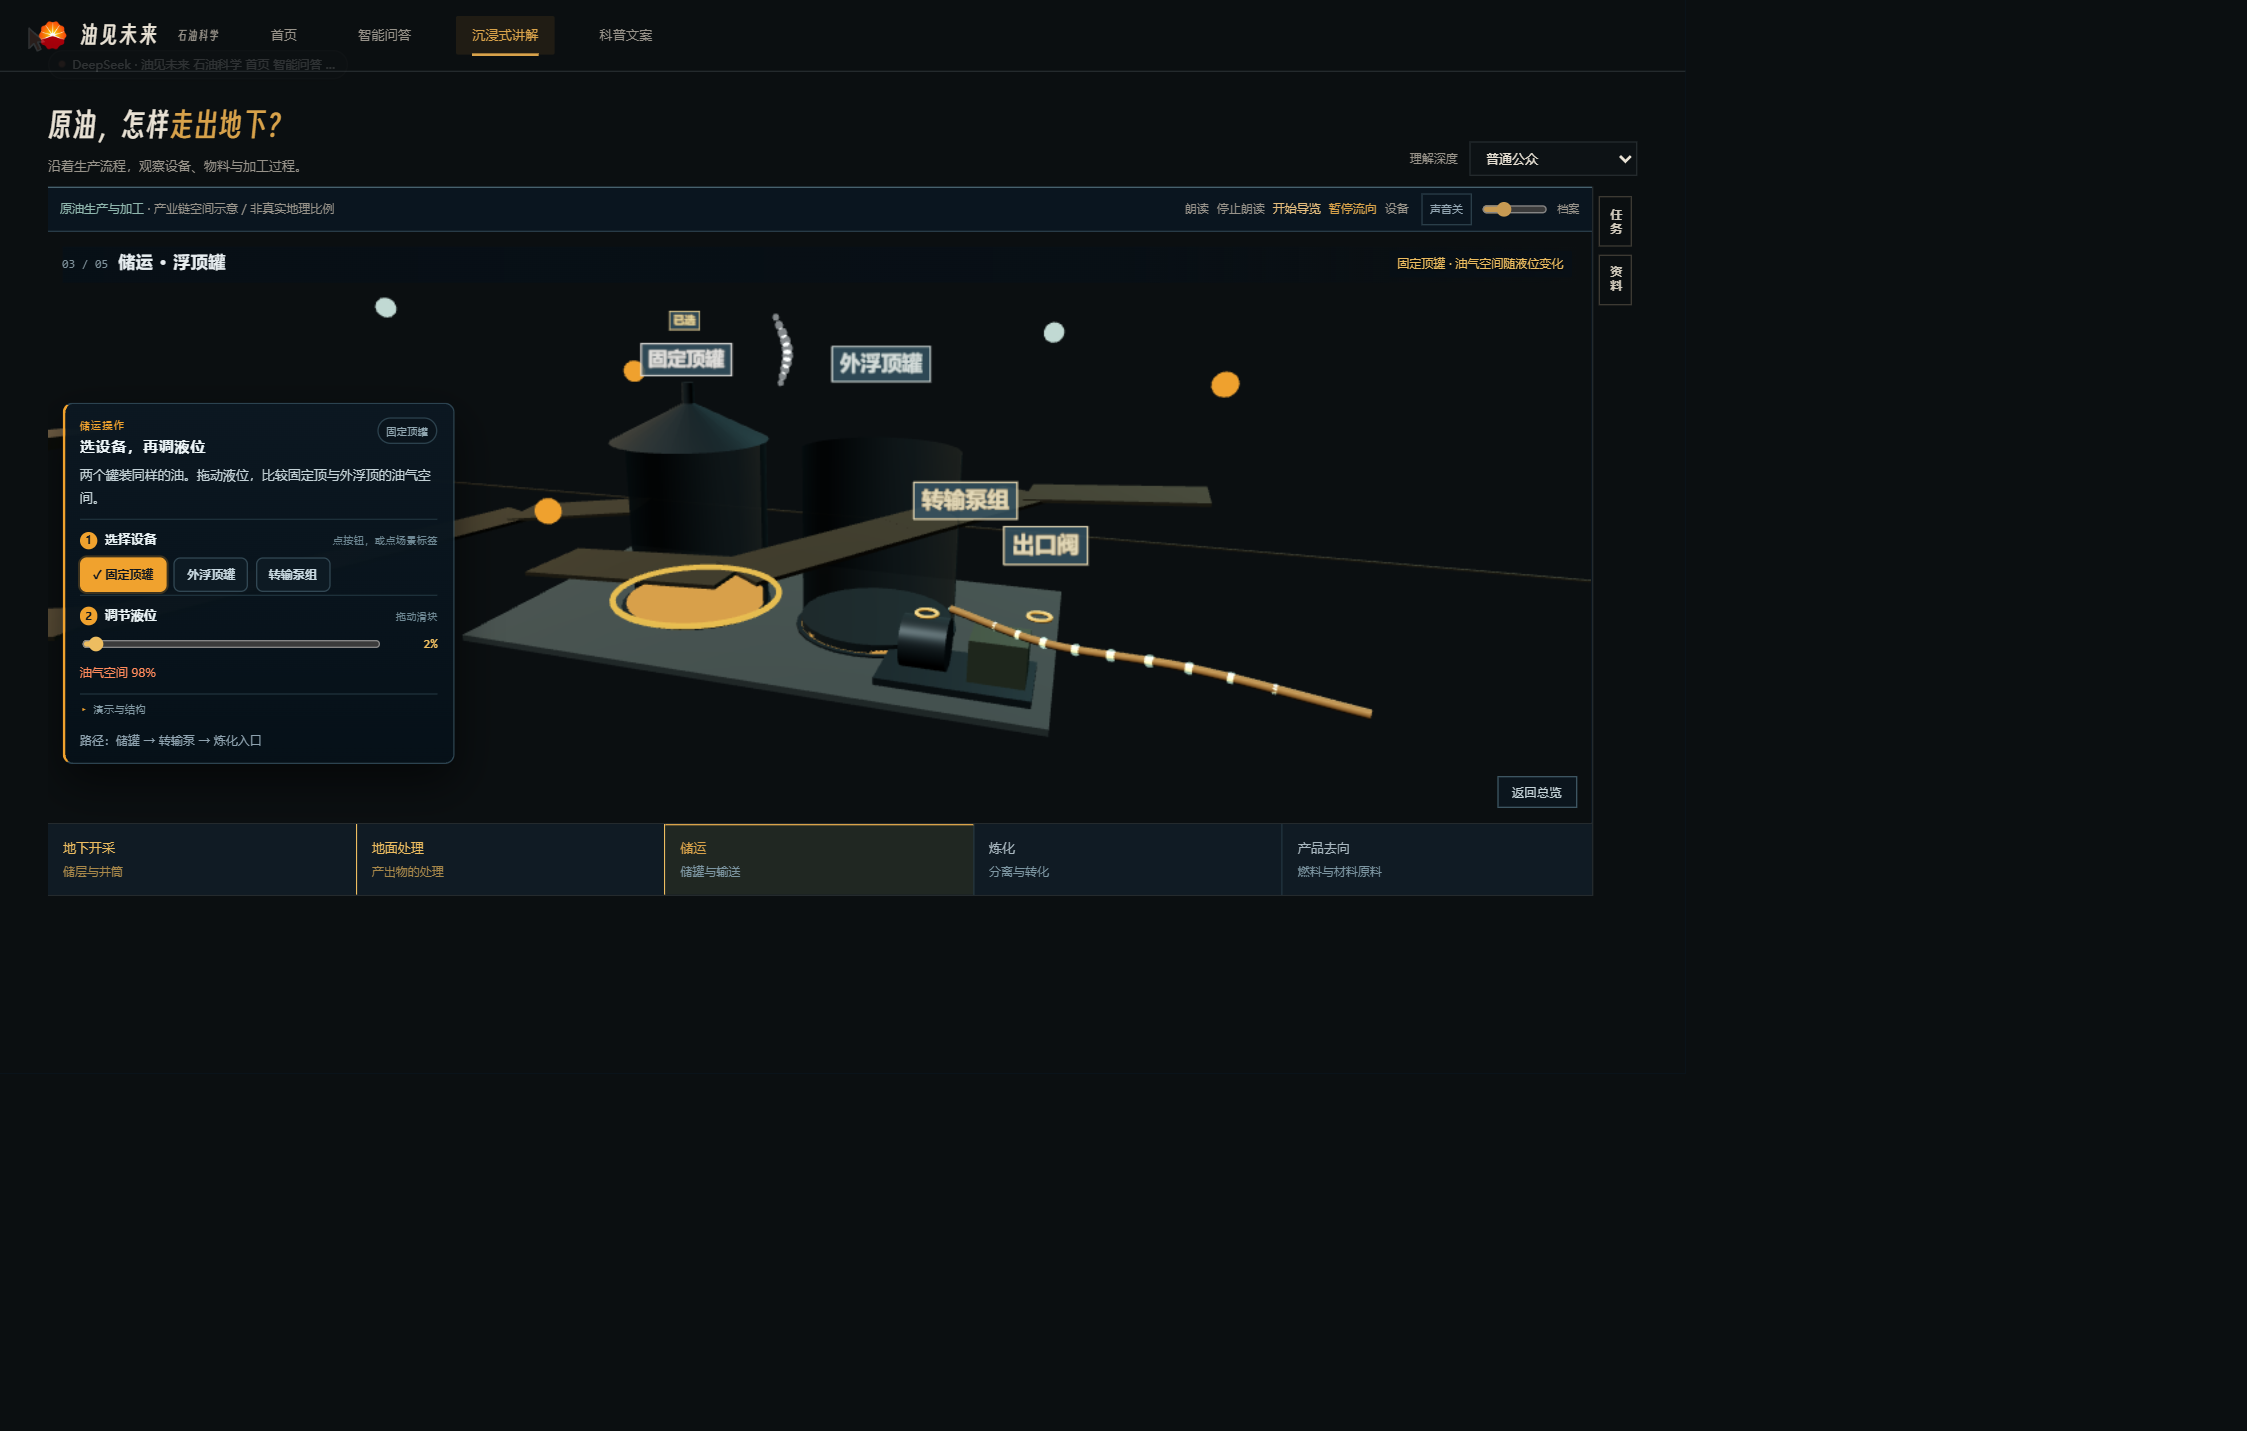 油见未来 石油科学 首页 智能问答 沉浸式讲解 科普文案
DeepSeek · 油见未来 石油科学 首页 智能问答 ...
原油，怎样走出地下？
沿着生产流程，观察设备、物料与加工过程。
理解深度 普通公众
原油生产与加工 · 产业链空间示意 / 非真实地理比例
朗读 停止朗读 开始导览 暂停流向 设备 声音关 档案
任务
资料
03 / 05 储运 · 浮顶罐
固定顶罐 · 油气空间随液位变化
已选
固定顶罐
外浮顶罐
转输泵组
出口阀
储运操作
选设备，再调液位
固定顶罐
两个罐装同样的油。拖动液位，比较固定顶与外浮顶的油气空
间。
1 选择设备 点按钮，或点场景标签
✓ 固定顶罐 外浮顶罐 转输泵组
2 调节液位 拖动滑块
2%
油气空间 98%
▸ 演示与结构
路径：储罐 → 转输泵 → 炼化入口
返回总览
地下开采
储层与井筒
地面处理
产出物的处理
储运
储罐与输送
炼化
分离与转化
产品去向
燃料与材料原料